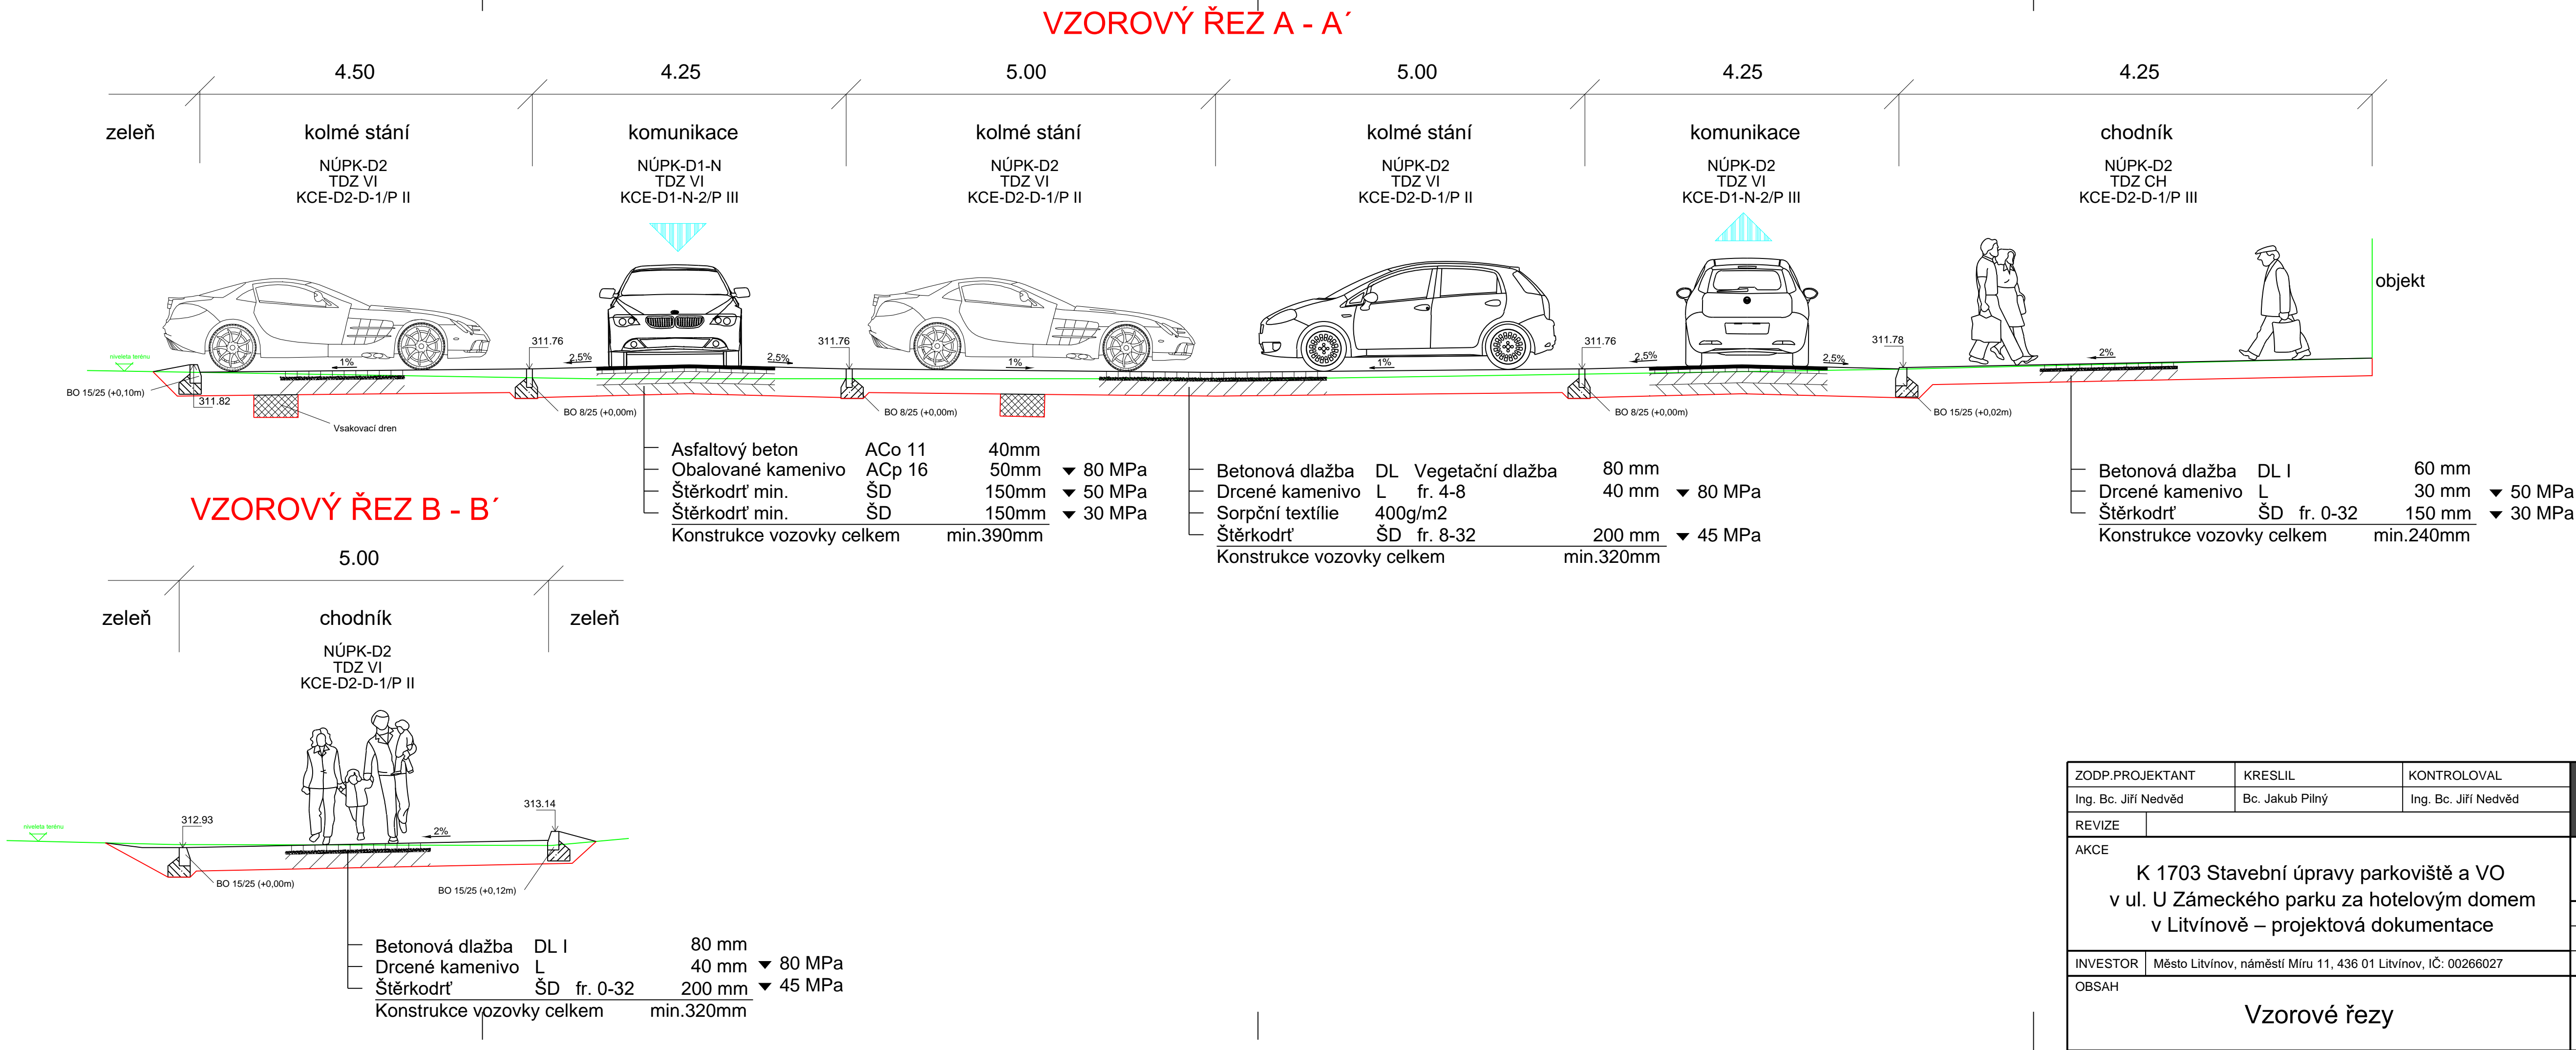 VZOROVÝ ŘEZ A - A´
4.50 4.25 5.00 5.00 4.25 4.25
zeleň kolmé stání komunikace kolmé stání kolmé stání komunikace chodník
NÚPK-D2 NÚPK-D1-N NÚPK-D2 NÚPK-D2 NÚPK-D2 NÚPK-D2
TDZ VI TDZ VI TDZ VI TDZ VI TDZ VI TDZ CH
KCE-D2-D-1/P II KCE-D1-N-2/P III KCE-D2-D-1/P II KCE-D2-D-1/P II KCE-D1-N-2/P III KCE-D2-D-1/P III
objekt
311.76 311.76 311.76 311.78
niveleta terénu 1% 2,5% 2,5% 1% 1% 2,5% 2,5% 2%
BO 15/25 (+0,10m)
311.82
BO 8/25 (+0,00m) BO 8/25 (+0,00m) BO 8/25 (+0,00m) BO 15/25 (+0,02m)
Vsakovací dren
Asfaltový beton ACo 11 40mm
Obalované kamenivo ACp 16 50mm 80 MPa
Štěrkodrť min. ŠD 150mm 50 MPa
Štěrkodrť min. ŠD 150mm 30 MPa
Konstrukce vozovky celkem min.390mm
Betonová dlažba DL Vegetační dlažba 80 mm
Drcené kamenivo L fr. 4-8 40 mm 80 MPa
Sorpční textílie 400g/m2
Štěrkodrť ŠD fr. 8-32 200 mm 45 MPa
Konstrukce vozovky celkem min.320mm
Betonová dlažba DL I 60 mm
Drcené kamenivo L 30 mm 50 MPa
Štěrkodrť ŠD fr. 0-32 150 mm 30 MPa
Konstrukce vozovky celkem min.240mm
VZOROVÝ ŘEZ B - B´
5.00
zeleň chodník zeleň
NÚPK-D2
TDZ VI
KCE-D2-D-1/P II
312.93 313.14
niveleta terénu 2%
BO 15/25 (+0,00m) BO 15/25 (+0,12m)
Betonová dlažba DL I 80 mm
Drcené kamenivo L 40 mm 80 MPa
Štěrkodrť ŠD fr. 0-32 200 mm 45 MPa
Konstrukce vozovky celkem min.320mm
ZODP.PROJEKTANT KRESLIL KONTROLOVAL
Ing. Bc. Jiří Nedvěd Bc. Jakub Pilný Ing. Bc. Jiří Nedvěd
REVIZE
AKCE
K 1703 Stavební úpravy parkoviště a VO
v ul. U Zámeckého parku za hotelovým domem
v Litvínově – projektová dokumentace
INVESTOR Město Litvínov, náměstí Míru 11, 436 01 Litvínov, IČ: 00266027
OBSAH
Vzorové řezy